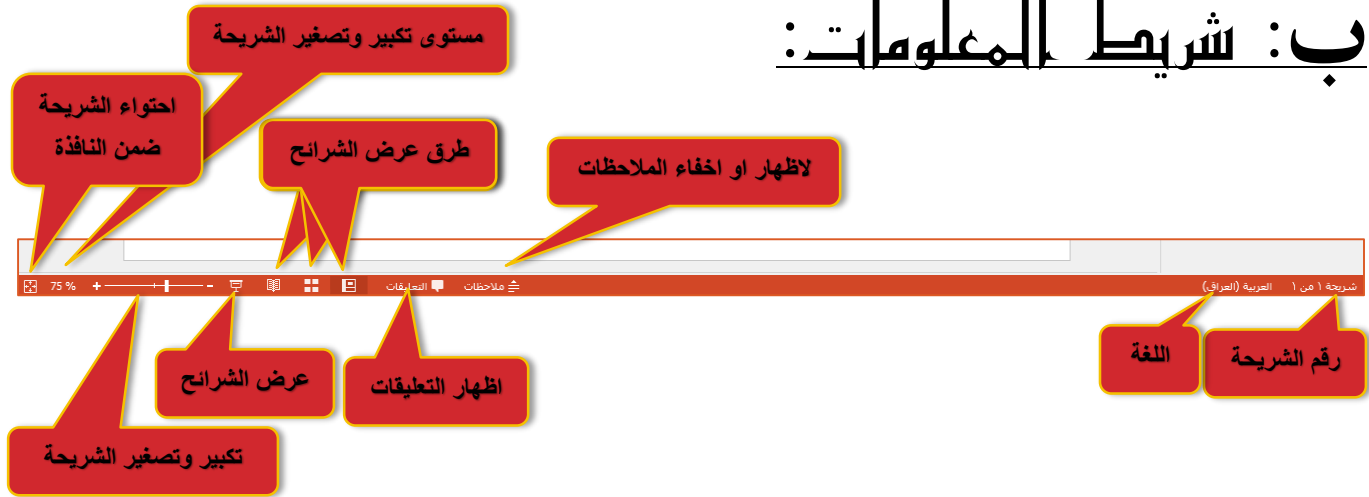 ب: شريط المعلومات:
مستوى تكبير وتصغير الشريحة
احتواء الشريحة
ضمن النافذة
طرق عرض الشرائح
لاظهار او اخفاء الملاحظات
شريحة ١ من ١
العربية (العراق)
ملاحظات
التعليقات
75 %
رقم الشريحة
اللغة
اظهار التعليقات
عرض الشرائح
تكبير وتصغير الشريحة